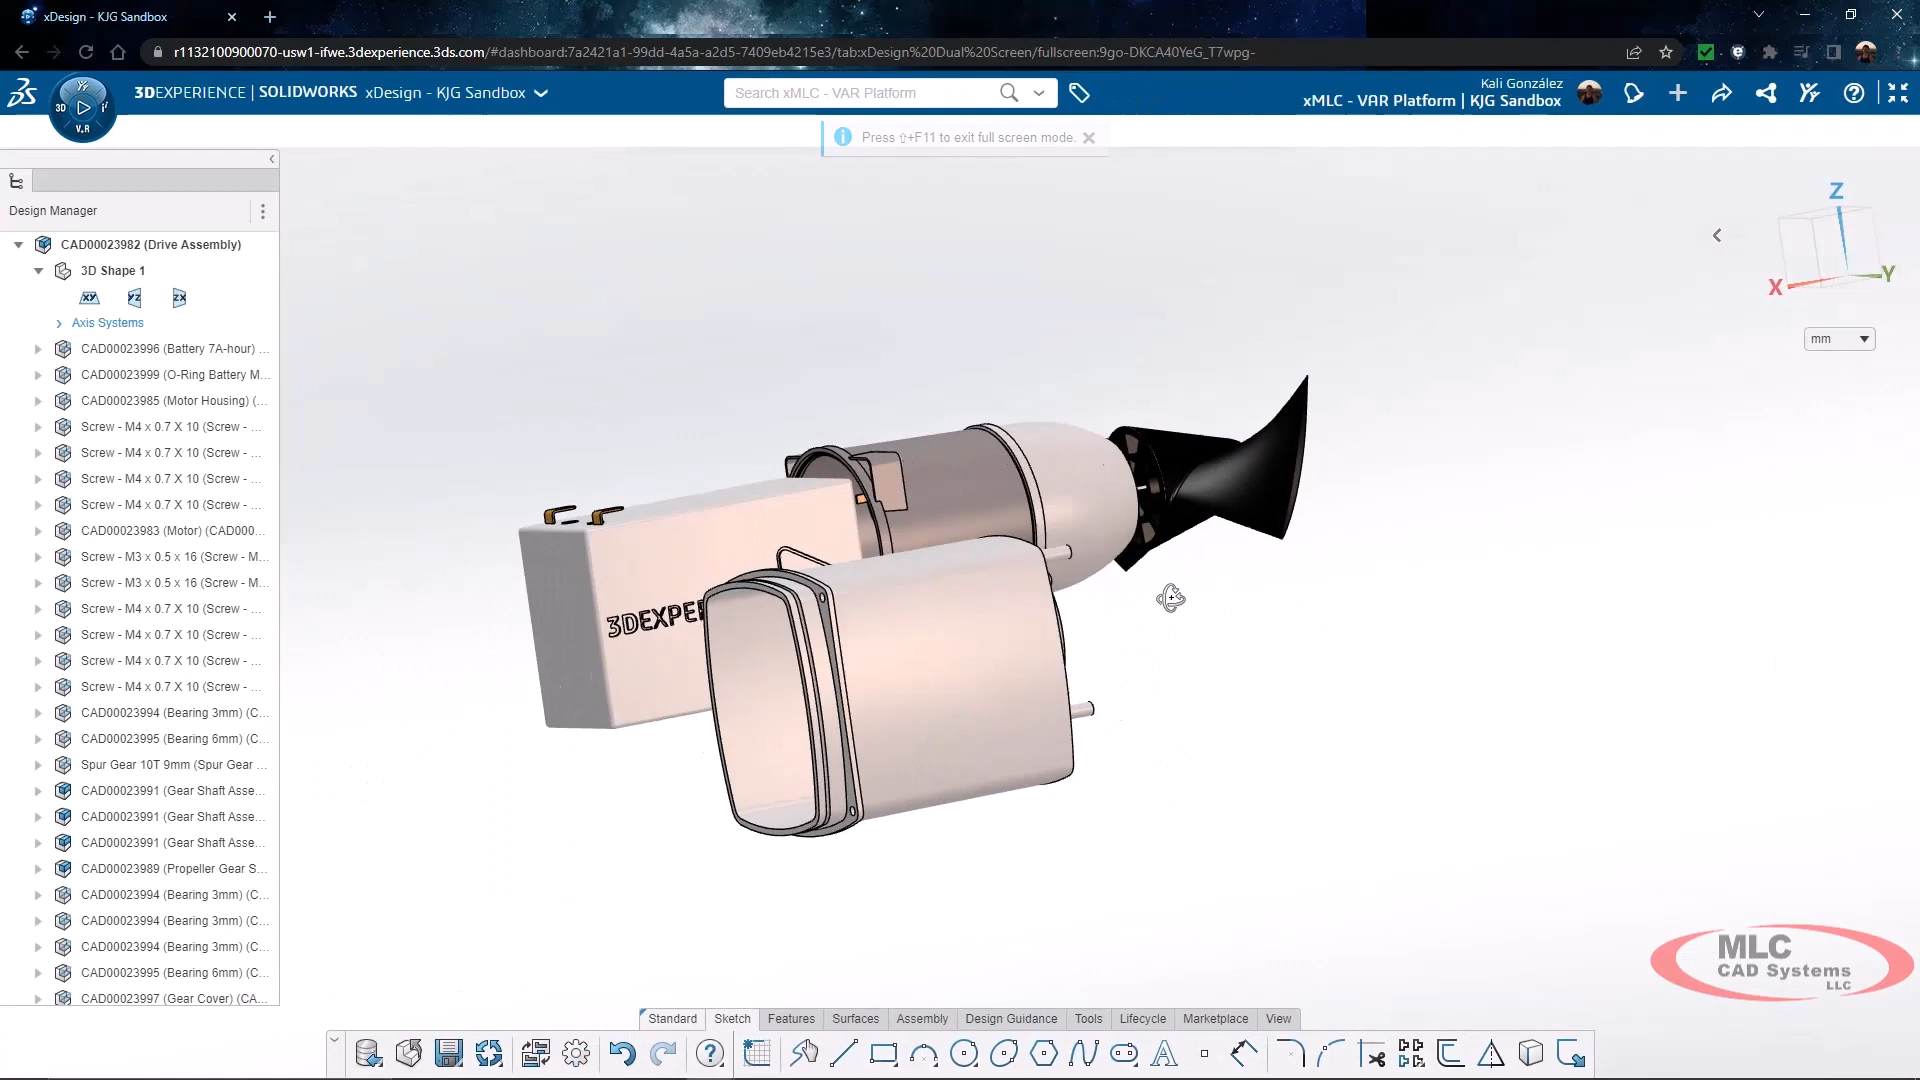 xDesign - KJG Sandbox
r1132100900070-usw1-ifwe.3dexperience.3ds.com/#dashboard:7a2421a1-99dd-4a5a-a2d5-7409eb4215e3/tab:xDesign%20Dual%20Screen/fullscreen:9go-DKCA40YeG_T7wpg-
3D
V.R
3DEXPERIENCE | SOLIDWORKS xDesign - KJG Sandbox
Search xMLC - VAR Platform
Kali González
xMLC - VAR Platform | KJG Sandbox
Press ⇧+F11 to exit full screen mode.
Design Manager
CAD00023982 (Drive Assembly)
3D Shape 1
XY YZ ZX
Axis Systems
CAD00023996 (Battery 7A-hour) ...
CAD00023999 (O-Ring Battery M...
CAD00023985 (Motor Housing) (...
Screw - M4 x 0.7 X 10 (Screw - ...
Screw - M4 x 0.7 X 10 (Screw - ...
Screw - M4 x 0.7 X 10 (Screw - ...
Screw - M4 x 0.7 X 10 (Screw - ...
CAD00023983 (Motor) (CAD000...
Screw - M3 x 0.5 x 16 (Screw - M...
Screw - M3 x 0.5 x 16 (Screw - M...
Screw - M4 x 0.7 X 10 (Screw - ...
Screw - M4 x 0.7 X 10 (Screw - ...
Screw - M4 x 0.7 X 10 (Screw - ...
Screw - M4 x 0.7 X 10 (Screw - ...
CAD00023994 (Bearing 3mm) (C...
CAD00023995 (Bearing 6mm) (C...
Spur Gear 10T 9mm (Spur Gear ...
CAD00023991 (Gear Shaft Asse...
CAD00023991 (Gear Shaft Asse...
CAD00023991 (Gear Shaft Asse...
CAD00023989 (Propeller Gear S...
CAD00023994 (Bearing 3mm) (C...
CAD00023994 (Bearing 3mm) (C...
CAD00023994 (Bearing 3mm) (C...
CAD00023995 (Bearing 6mm) (C...
CAD00023997 (Gear Cover) (CA...
Z
X
Y
mm
3DEXPER
MLC
CAD Systems
LLC
Standard Sketch Features Surfaces Assembly Design Guidance Tools Lifecycle Marketplace View